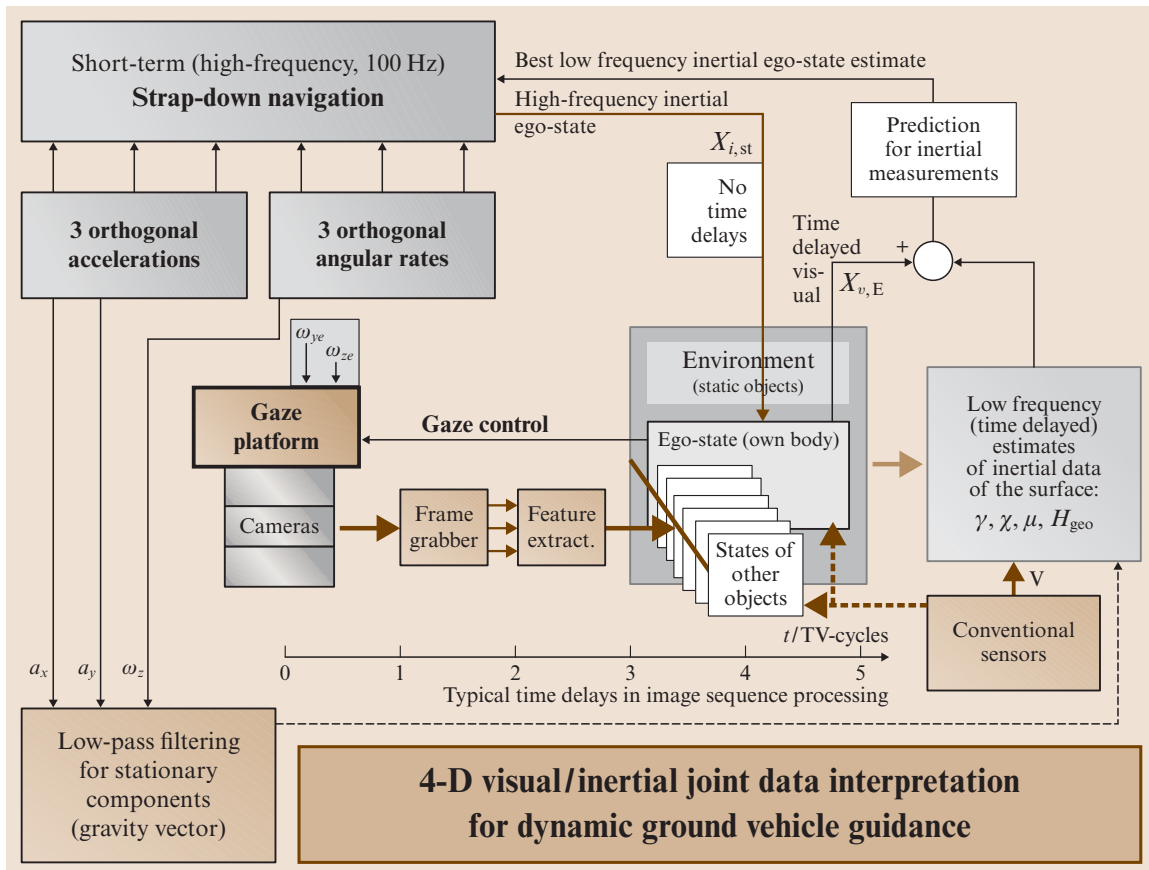 Short-term (high-frequency, 100 Hz)
Strap-down navigation
Best low frequency inertial ego-state estimate
High-frequency inertial
ego-state
X_{i, st}
Prediction
for inertial
measurements
No
time
delays
3 orthogonal
accelerations
3 orthogonal
angular rates
Time
delayed
vis-
ual
X_{v, E}
+
ω_{ye}
ω_{ze}
Environment
(static objects)
Gaze
platform
Gaze control
Ego-state (own body)
Low frequency
(time delayed)
estimates
of inertial data
of the surface:
γ, χ, μ, H_{geo}
Cameras
Frame
grabber
Feature
extract.
States of
other
objects
V
Conventional
sensors
t/TV-cycles
0 1 2 3 4 5
Typical time delays in image sequence processing
a_x a_y ω_z
Low-pass filtering
for stationary
components
(gravity vector)
4-D visual/inertial joint data interpretation
for dynamic ground vehicle guidance